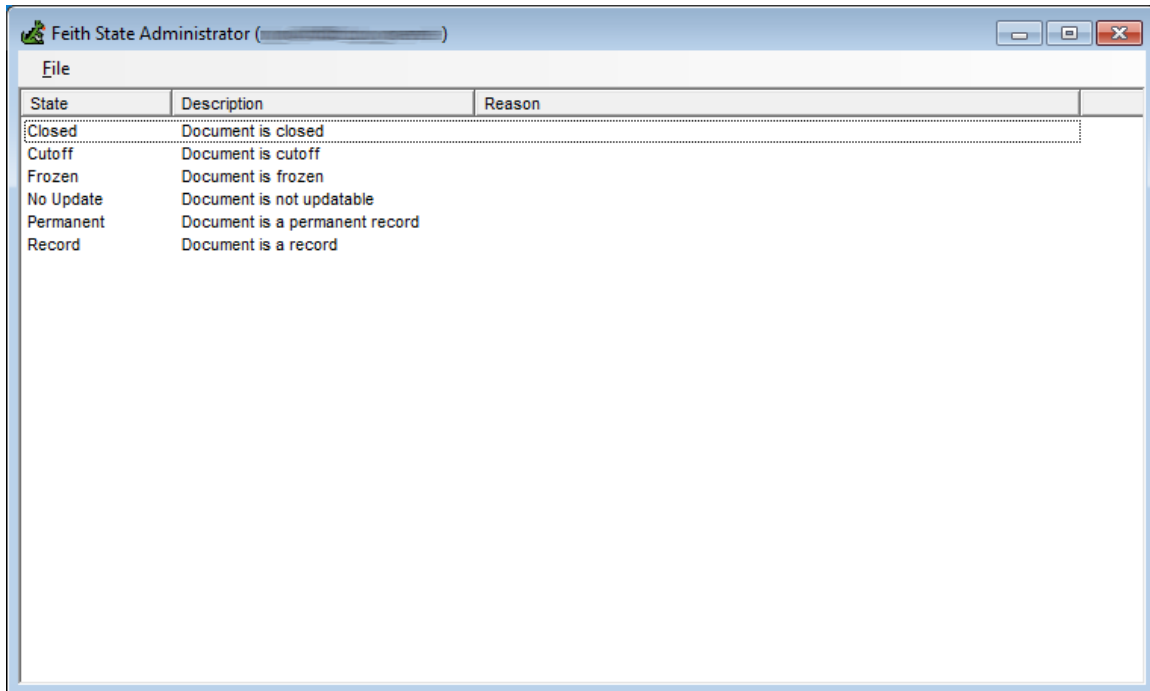 Feith State Administrator ( )
File
State Description Reason
Closed Document is closed
Cutoff Document is cutoff
Frozen Document is frozen
No Update Document is not updatable
Permanent Document is a permanent record
Record Document is a record